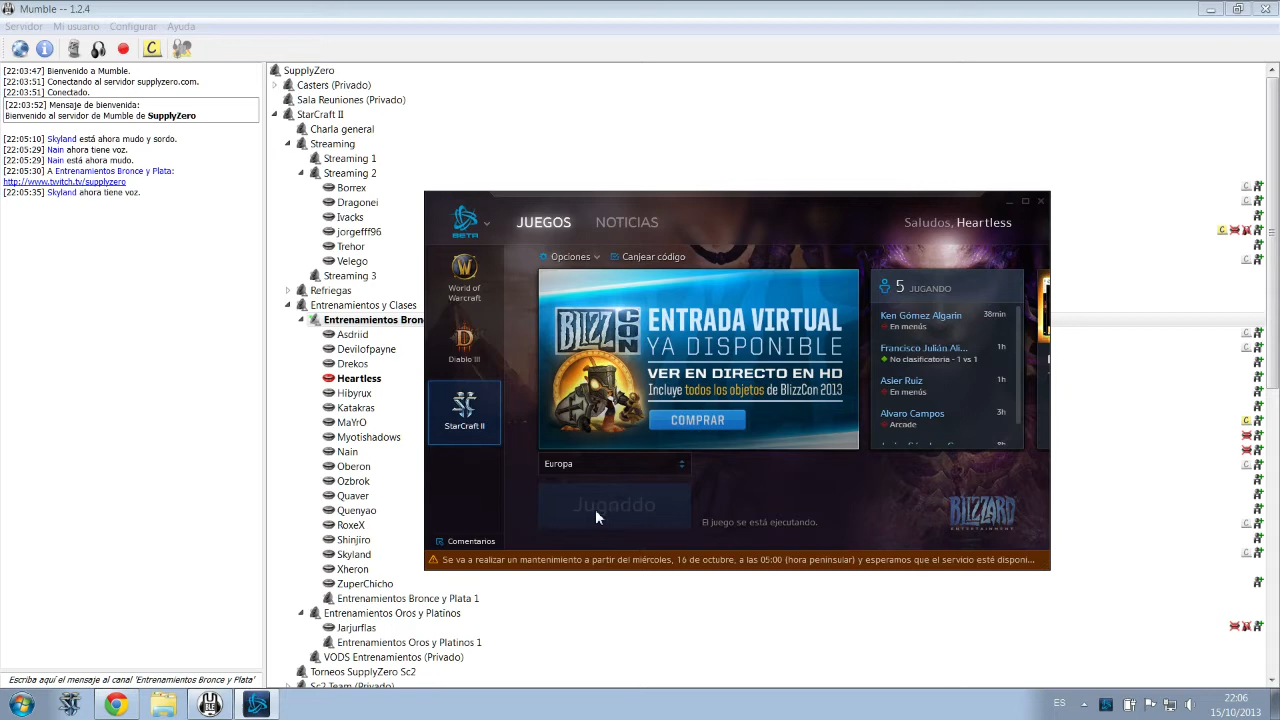 Mumble -- 1.2.4
Servidor Mi usuario Configurar Ayuda
[22:03:47] Bienvenido a Mumble.
[22:03:51] Conectando al servidor supplyzero.com.
[22:03:51] Conectado.
[22:03:52] Mensaje de bienvenida:
Bienvenido al servidor de Mumble de SupplyZero
[22:05:10] Skyland está ahora mudo y sordo.
[22:05:29] Nain ahora tiene voz.
[22:05:29] Nain está ahora mudo.
[22:05:30] A Entrenamientos Bronce y Plata:
http://www.twitch.tv/supplyzero
[22:05:35] Skyland ahora tiene voz.
Escriba aquí el mensaje al canal 'Entrenamientos Bronce y Plata'
SupplyZero
Casters (Privado)
Sala Reuniones (Privado)
StarCraft II
Charla general
Streaming
Streaming 1
Streaming 2
Borrex
Dragonei
Ivacks
jorgefff96
Trehor
Velego
Streaming 3
Refriegas
Entrenamientos y Clases
Entrenamientos Bron
Asdriid
Devilofpayne
Drekos
Heartless
Hibyrux
Katakras
MaYrO
Myotishadows
Nain
Oberon
Ozbrok
Quaver
Quenyao
RoxeX
Shinjiro
Skyland
Xheron
ZuperChicho
Entrenamientos Bronce y Plata 1
Entrenamientos Oros y Platinos
Jarjurflas
Entrenamientos Oros y Platinos 1
VODS Entrenamientos (Privado)
Torneos SupplyZero Sc2
Sc2 Team (Privado)
BETA
JUEGOS NOTICIAS
Saludos, Heartless
World of
Warcraft
Diablo III
StarCraft II
Comentarios
Opciones Canjear código
BLIZZCON
ENTRADA VIRTUAL
YA DISPONIBLE
VER EN DIRECTO EN HD
Incluye todos los objetos de BlizzCon 2013
COMPRAR
5 JUGANDO
Ken Gómez Algarin 38min
En menús
Francisco Julián Ali... 1h
No clasificatoria - 1 vs 1
Asier Ruiz 1h
En menús
Alvaro Campos 3h
Arcade
Europa
El juego se está ejecutando.
BLIZZARD
ENTERTAINMENT
Se va a realizar un mantenimiento a partir del miércoles, 16 de octubre, a las 05:00 (hora peninsular) y esperamos que el servicio esté disponi...
ES
22:06
15/10/2013